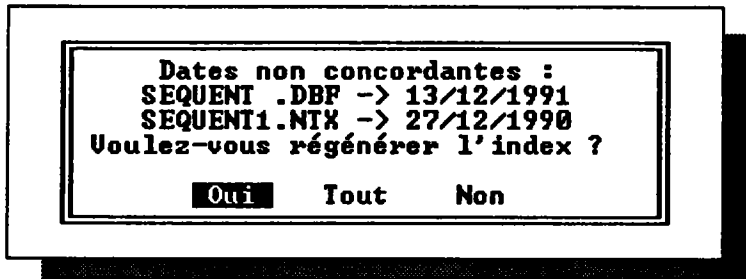 Dates non concordantes :
SEQUENT .DBF -> 13/12/1991
SEQUENT1.NTX -> 27/12/1990
Voulez-vous régénérer l'index ?
Oui Tout Non